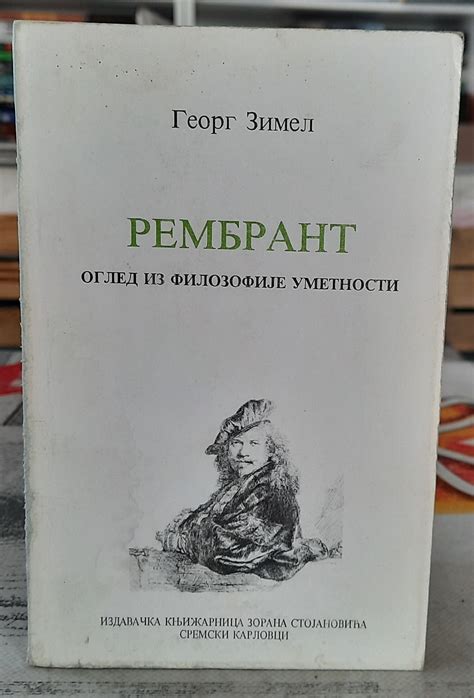 Георг Зимел
РЕМБРАНТ
ОГЛЕД ИЗ ФИЛОЗОФИЈЕ УМЕТНОСТИ
ИЗДАВАЧКА КЊИЖАРНИЦА ЗОРАНА СТОЈАНОВИЋА
СРЕМСКИ КАРЛОВЦИ